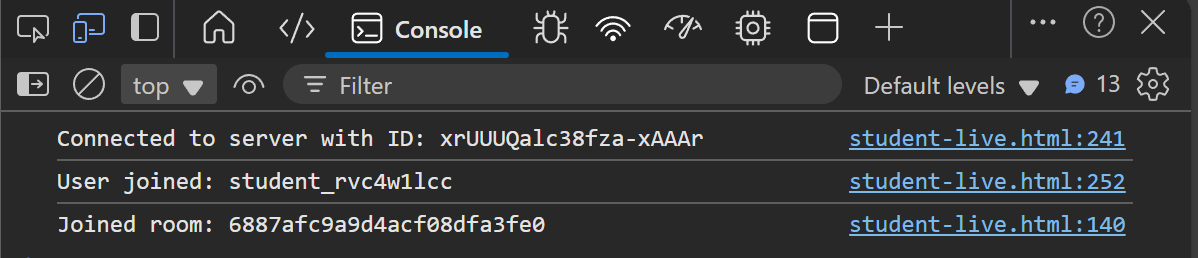 Console
top
Filter
Default levels
13
Connected to server with ID: xrUUUQalc38fza-xAAAr student-live.html:241
User joined: student_rvc4w1lcc student-live.html:252
Joined room: 6887afc9a9d4acf08dfa3fe0 student-live.html:140